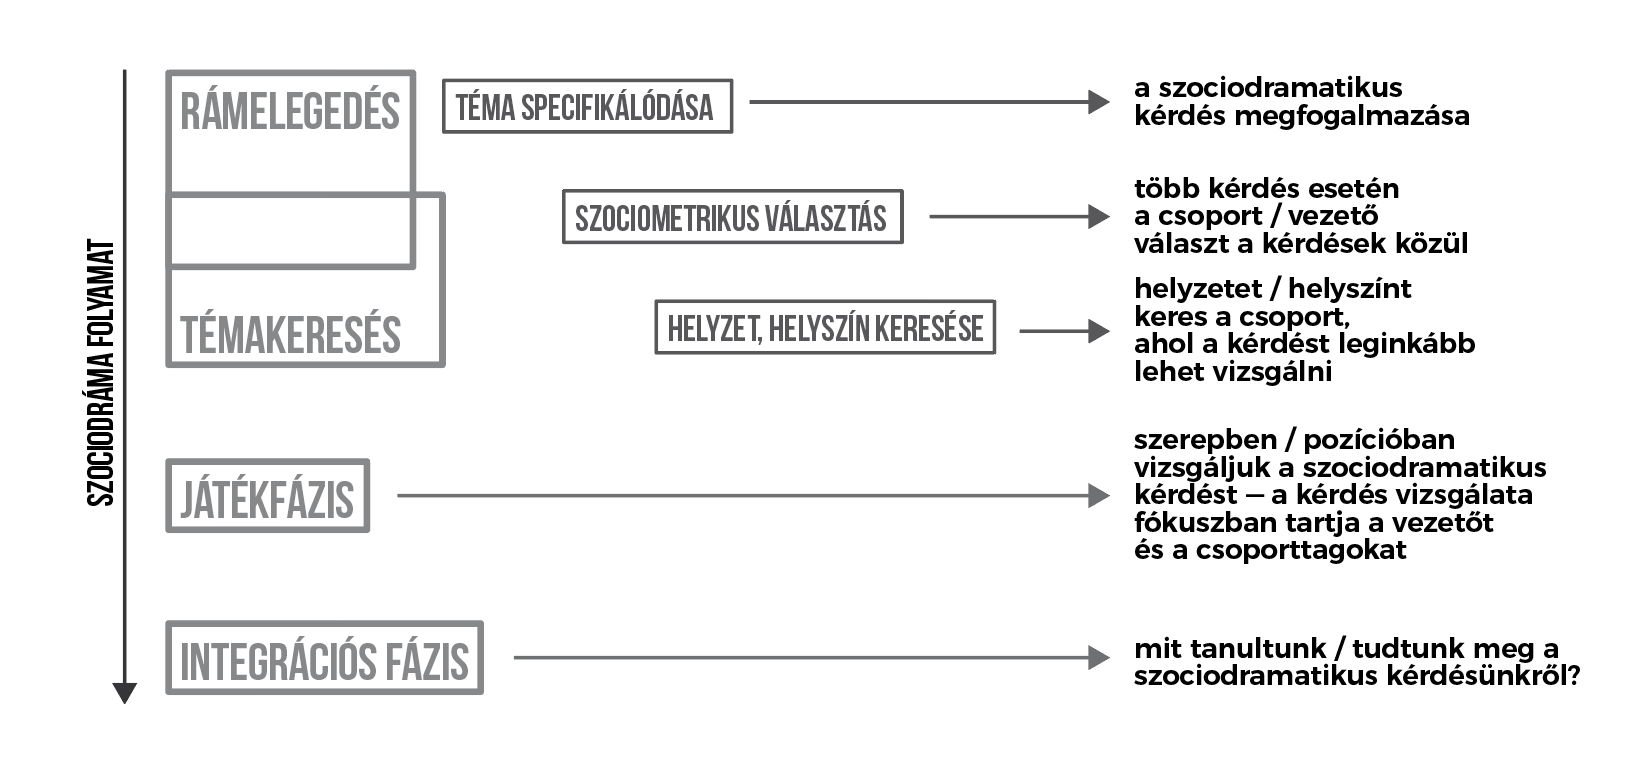 SZOCIODRÁMA FOLYAMAT
RÁMELEGEDÉS
TÉMA SPECIFIKÁLÓDÁSA
a szociodramatikus
kérdés megfogalmazása
SZOCIOMETRIKUS VÁLASZTÁS
több kérdés esetén
a csoport / vezető
választ a kérdések közül
TÉMAKERESÉS
HELYZET, HELYSZÍN KERESÉSE
helyzetet / helyszínt
keres a csoport,
ahol a kérdést leginkább
lehet vizsgálni
JÁTÉKFÁZIS
szerepben / pozícióban
vizsgáljuk a szociodramatikus
kérdést — a kérdés vizsgálata
fókuszban tartja a vezetőt
és a csoporttagokat
INTEGRÁCIÓS FÁZIS
mit tanultunk / tudtunk meg a
szociodramatikus kérdésünkről?